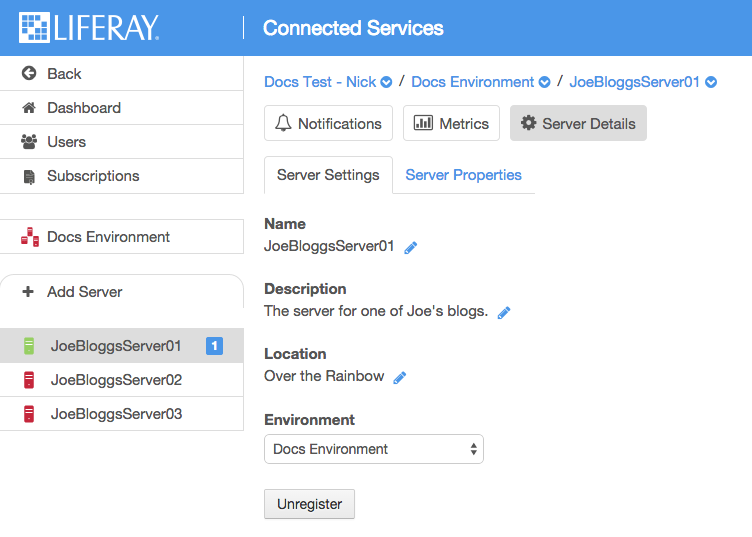 LIFERAY.
Connected Services
Back
Dashboard
Users
Subscriptions
Docs Environment
Add Server
JoeBloggsServer01 1
JoeBloggsServer02
JoeBloggsServer03
Docs Test - Nick / Docs Environment / JoeBloggsServer01
Notifications Metrics Server Details
Server Settings Server Properties
Name
JoeBloggsServer01
Description
The server for one of Joe's blogs.
Location
Over the Rainbow
Environment
Docs Environment
Unregister